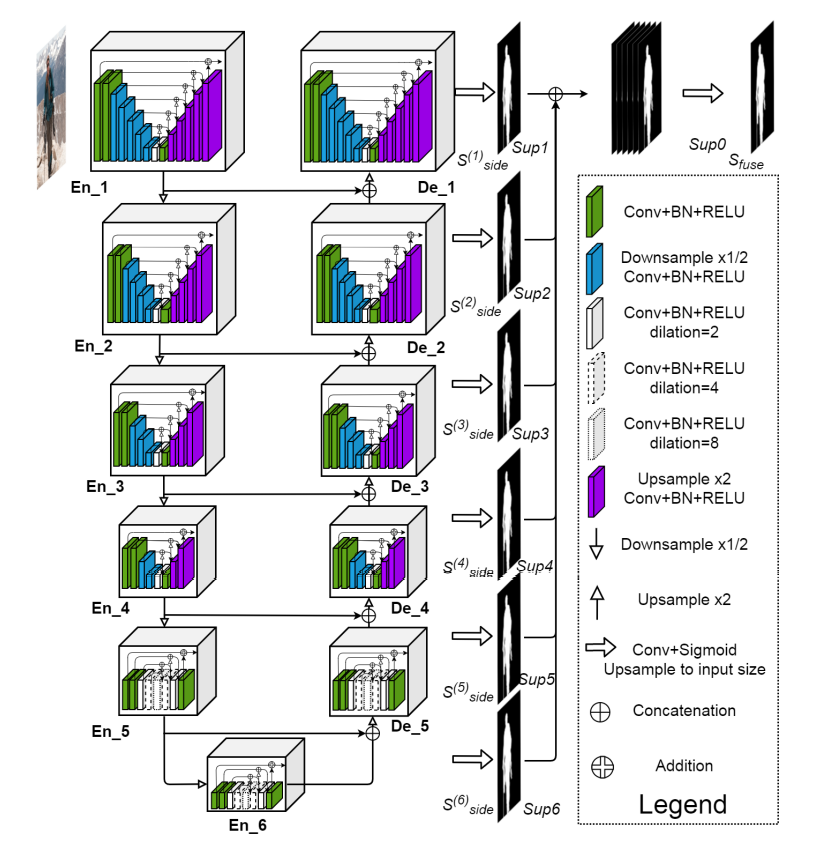 En_1
De_1
S(1)side
Sup1
Sup0
Sfuse
En_2
De_2
S(2)side
Sup2
En_3
De_3
S(3)side
Sup3
En_4
De_4
S(4)side
Sup4
En_5
De_5
S(5)side
Sup5
En_6
S(6)side
Sup6
Conv+BN+RELU
Downsample x1/2
Conv+BN+RELU
Conv+BN+RELU
dilation=2
Conv+BN+RELU
dilation=4
Conv+BN+RELU
dilation=8
Upsample x2
Conv+BN+RELU
Downsample x1/2
Upsample x2
Conv+Sigmoid
Upsample to input size
Concatenation
Addition
Legend